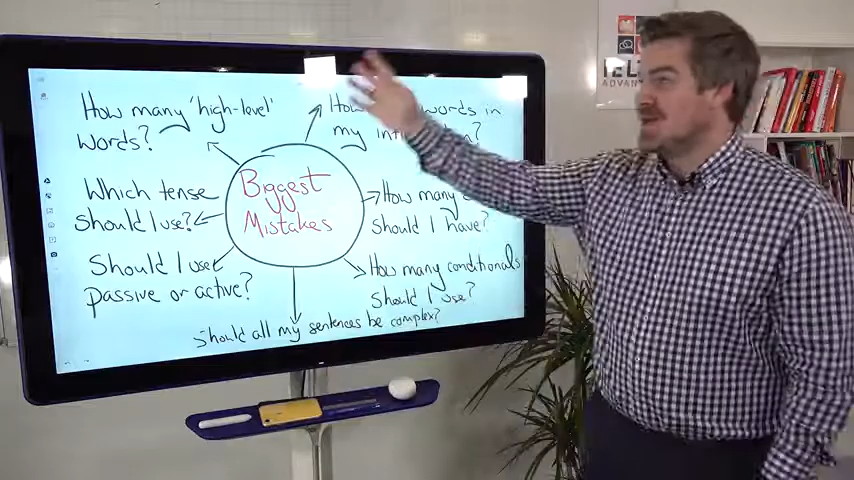 How many 'high-level'
words?
How words in
my
Biggest
Mistakes
Which tense
should I use?
How many
should I have?
Should I use
passive or active?
How many conditionals
should I use?
should all my sentences be complex?
ADVANTAGE